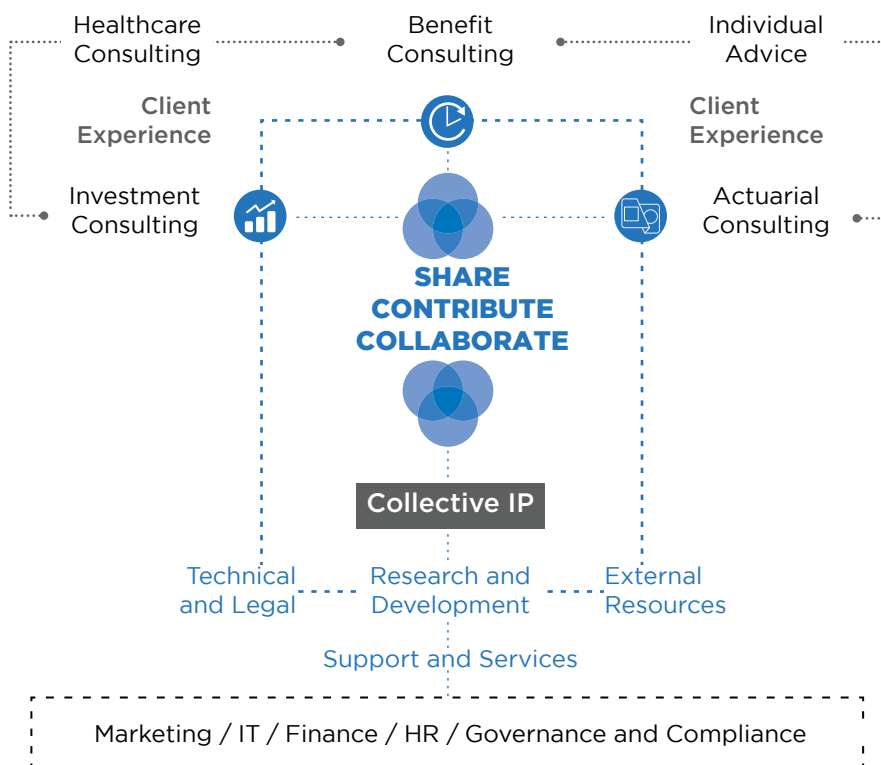 Healthcare
Consulting
Benefit
Consulting
Individual
Advice
Client
Experience
Client
Experience
Investment
Consulting
Actuarial
Consulting
SHARE
CONTRIBUTE
COLLABORATE
Collective IP
Technical
and Legal
Research and
Development
External
Resources
Support and Services
Marketing / IT / Finance / HR / Governance and Compliance